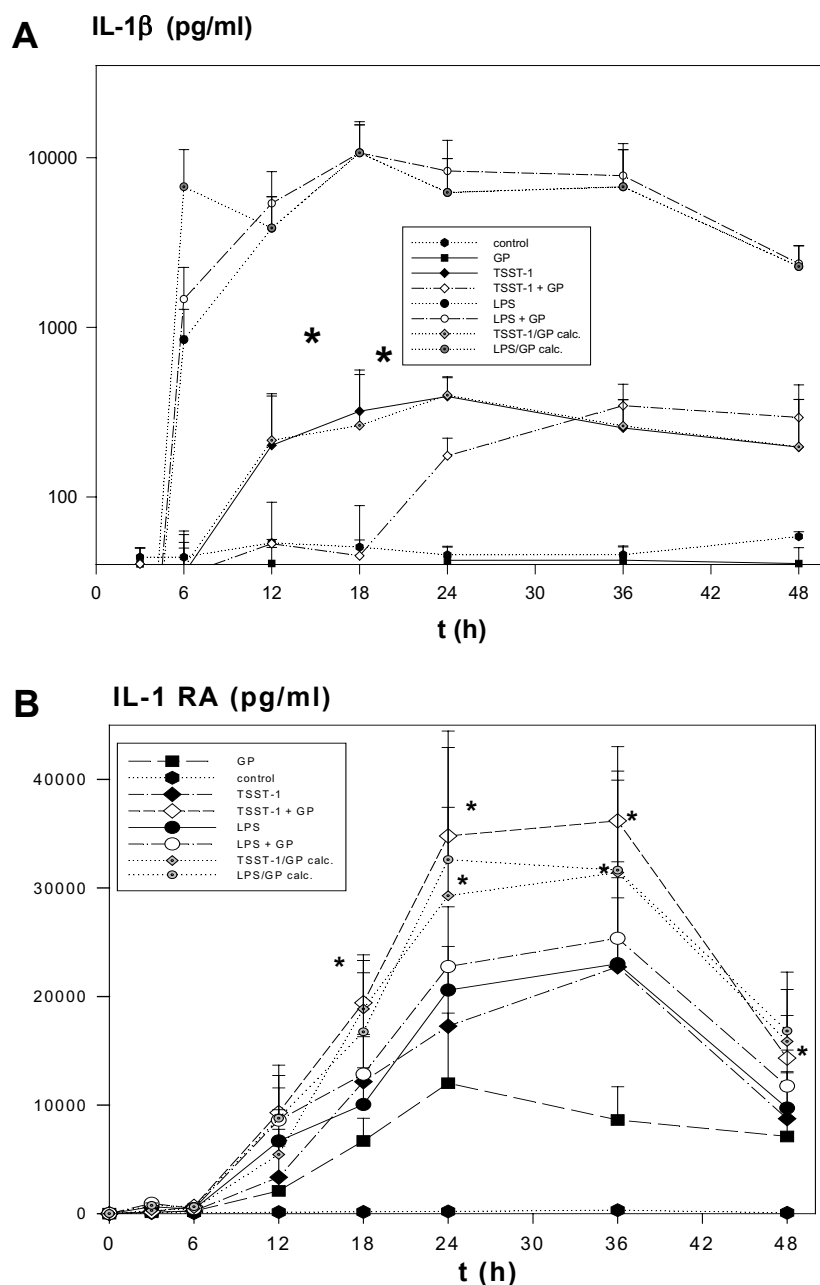 A
IL-1β (pg/ml)
10000
1000
100
control
GP
TSST-1
TSST-1 + GP
LPS
LPS + GP
TSST-1/GP calc.
LPS/GP calc.
*
*
0 6 12 18 24 30 36 42 48
t (h)
B
IL-1 RA (pg/ml)
GP
control
TSST-1
TSST-1 + GP
LPS
LPS + GP
TSST-1/GP calc.
LPS/GP calc.
40000
30000
20000
10000
0
*
*
*
*
*
*
0 6 12 18 24 30 36 42 48
t (h)